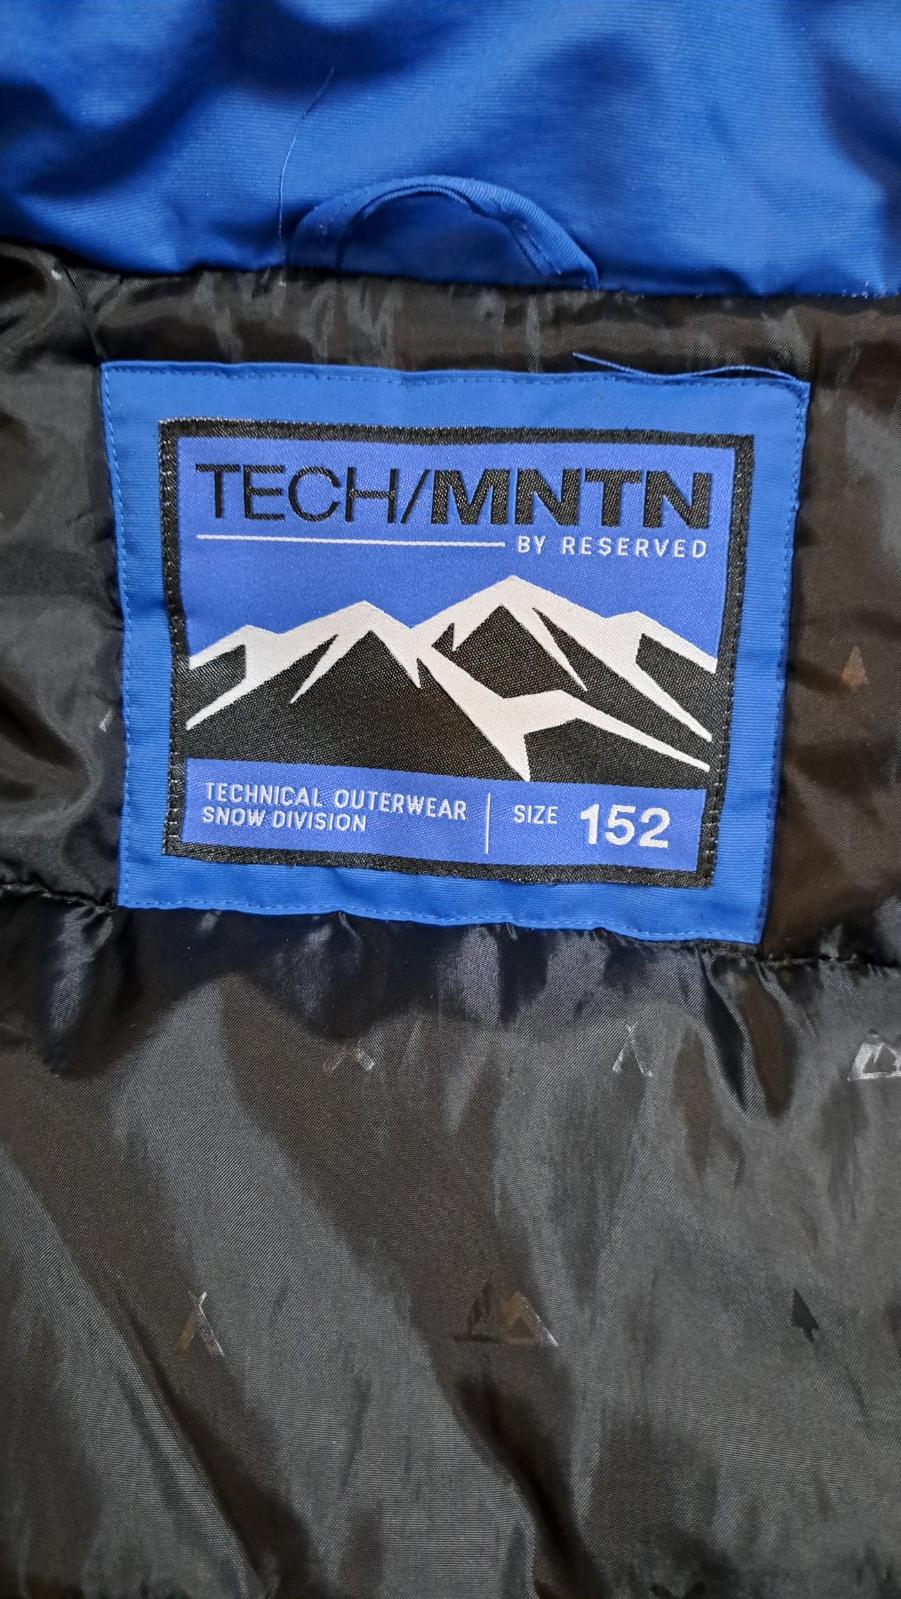 TECH/MNTN
BY RESERVED
TECHNICAL OUTERWEAR
SNOW DIVISION
SIZE 152